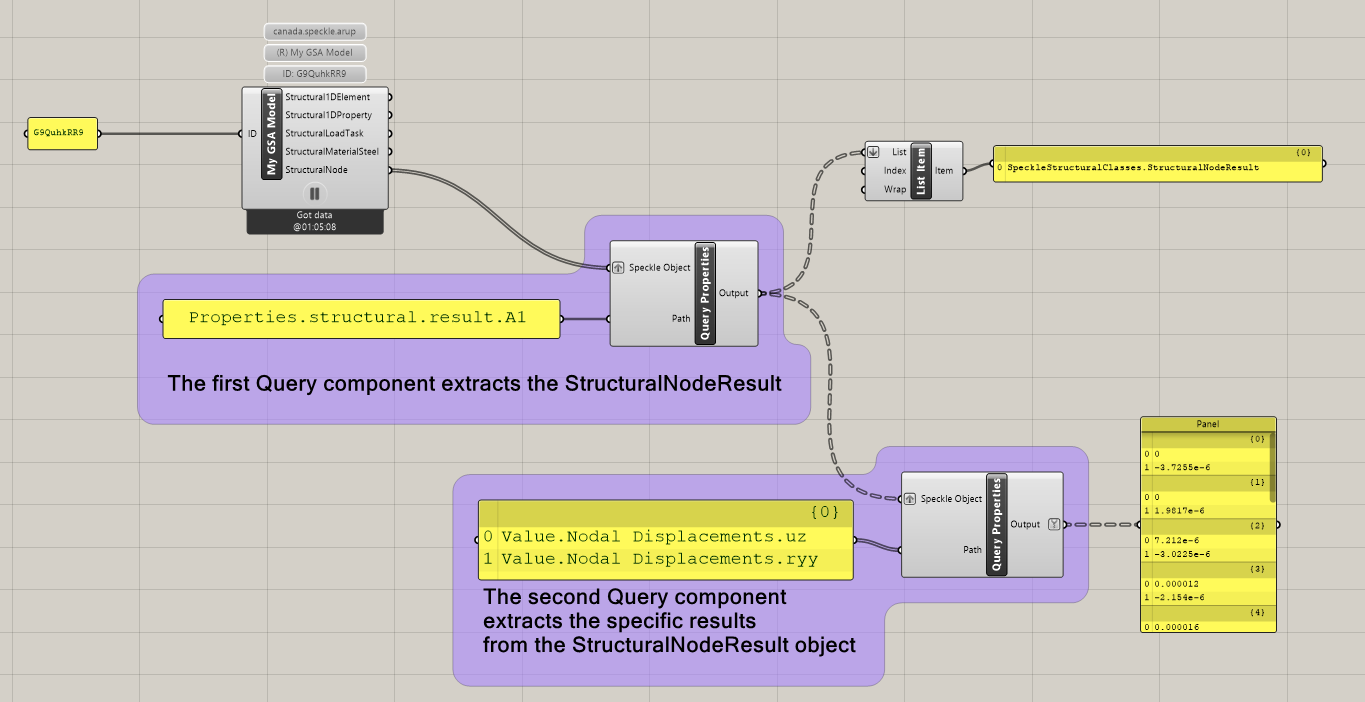 canada.speckle.arup
(R) My GSA Model
ID: G9QuhkRR9
G9QuhkRR9
ID
My GSA Model
Structural1DElement
Structural1DProperty
StructuralLoadTask
StructuralMaterialSteel
StructuralNode
Got data
@01:05:08
List
Index
Wrap
List Item
Item
{0}
0 SpeckleStructuralClasses.StructuralNodeResult
Properties.structural.result.A1
Speckle Object
Path
Query Properties
Output
The first Query component extracts the StructuralNodeResult
{0}
0 Value.Nodal Displacements.uz
1 Value.Nodal Displacements.ryy
Speckle Object
Path
Query Properties
Output
The second Query component
extracts the specific results
from the StructuralNodeResult object
Panel
{0}
0 0
1 -3.7255e-6
{1}
0 0
1 1.9817e-6
{2}
0 7.212e-6
1 -3.0225e-6
{3}
0 0.000012
1 -2.154e-6
{4}
0 0.000016